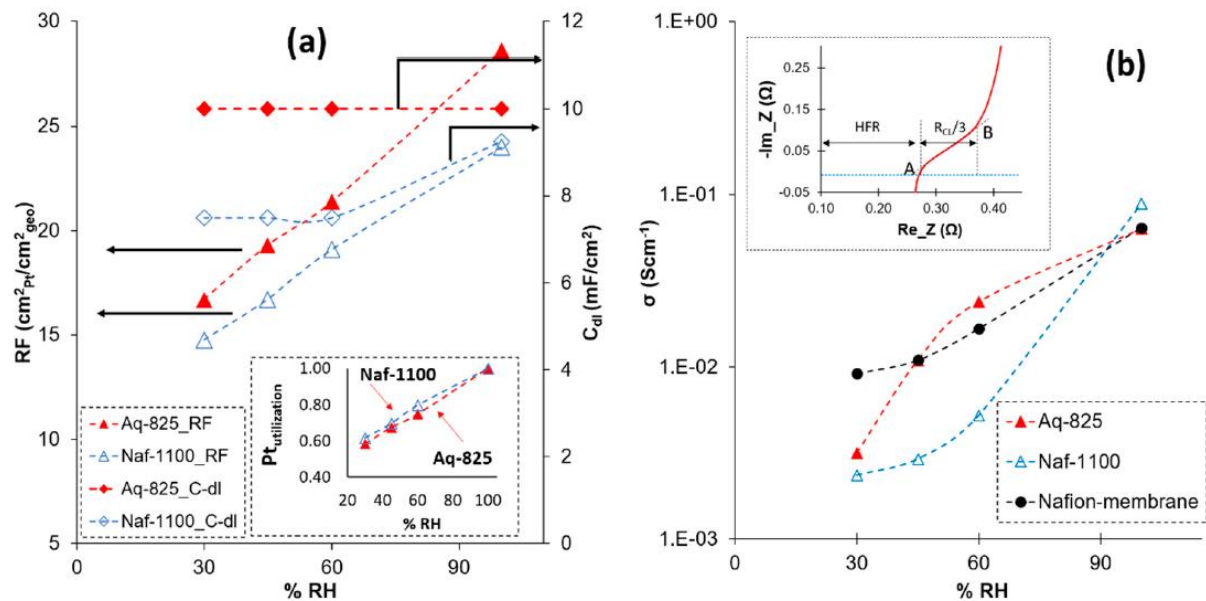 (a)
30
25
20
15
10
5
RF (cm²Pt/cm²geo)
12
10
8
6
4
2
0
Cdl (mF/cm²)
0
30
60
90
% RH
Aq-825_RF
Naf-1100_RF
Aq-825_C-dl
Naf-1100_C-dl
Ptutilization
1.00
0.80
0.60
0.40
Naf-1100
Aq-825
20 40 60 80 100
% RH
(b)
1.E+00
1.E-01
1.E-02
1.E-03
σ (Scm⁻¹)
0
30
60
90
% RH
-Im_Z (Ω)
0.25
0.15
0.05
-0.05
HFR
RCL/3
A
B
0.10 0.20 0.30 0.40
Re_Z (Ω)
Aq-825
Naf-1100
Nafion-membrane